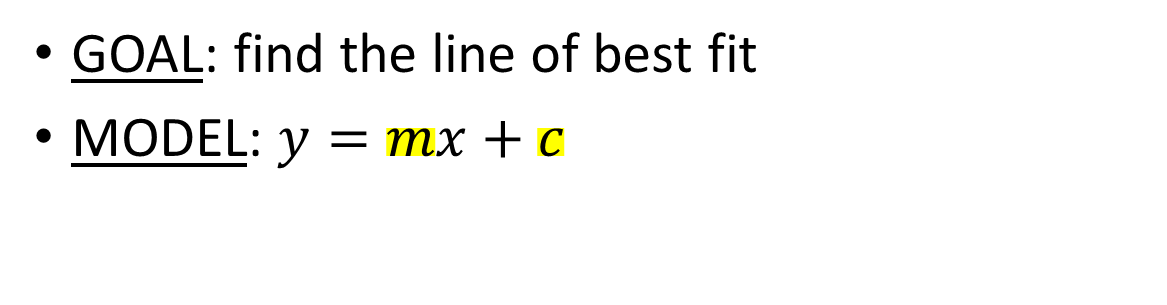 • GOAL: find the line of best fit
• MODEL: y = mx + c